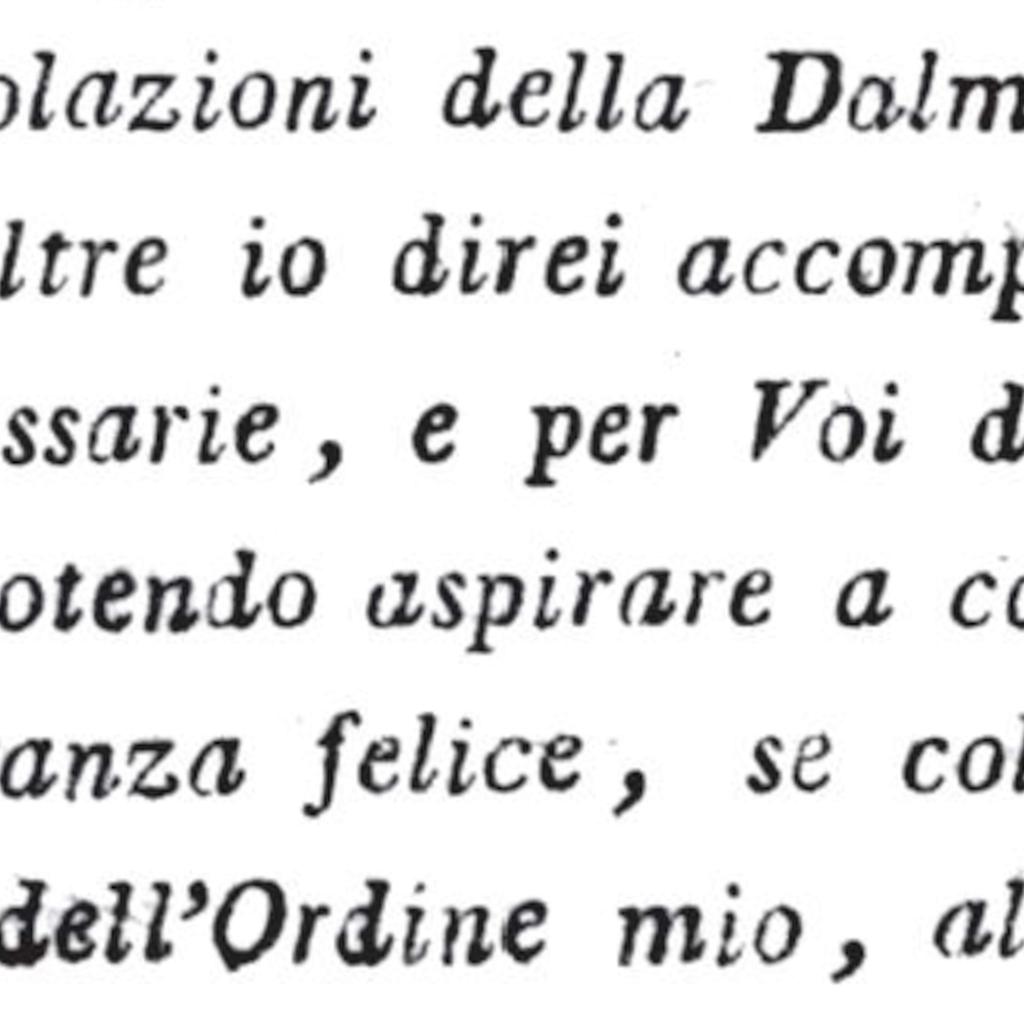 olazioni della Dalm
ltre io direi accomp
ssarie, e per Voi d
otendo aspirare a co
anza felice, se col
dell'Ordine mio, al